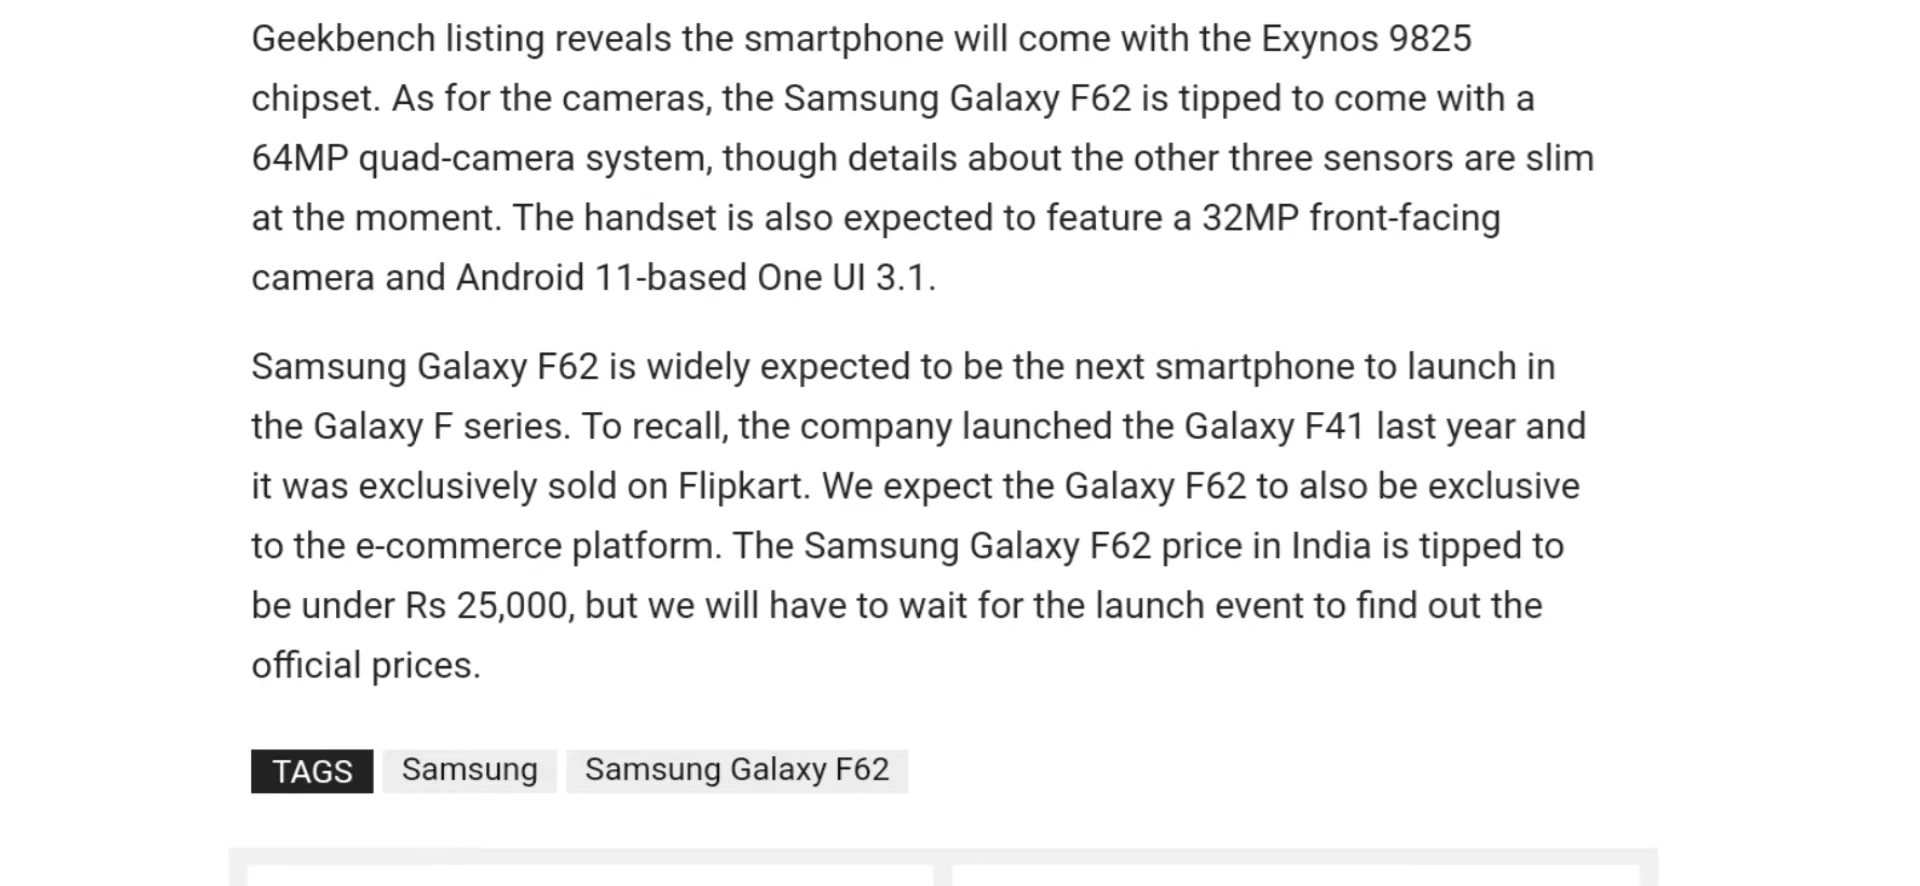 Geekbench listing reveals the smartphone will come with the Exynos 9825
chipset. As for the cameras, the Samsung Galaxy F62 is tipped to come with a
64MP quad-camera system, though details about the other three sensors are slim
at the moment. The handset is also expected to feature a 32MP front-facing
camera and Android 11-based One UI 3.1.
Samsung Galaxy F62 is widely expected to be the next smartphone to launch in
the Galaxy F series. To recall, the company launched the Galaxy F41 last year and
it was exclusively sold on Flipkart. We expect the Galaxy F62 to also be exclusive
to the e-commerce platform. The Samsung Galaxy F62 price in India is tipped to
be under Rs 25,000, but we will have to wait for the launch event to find out the
official prices.
TAGS Samsung Samsung Galaxy F62